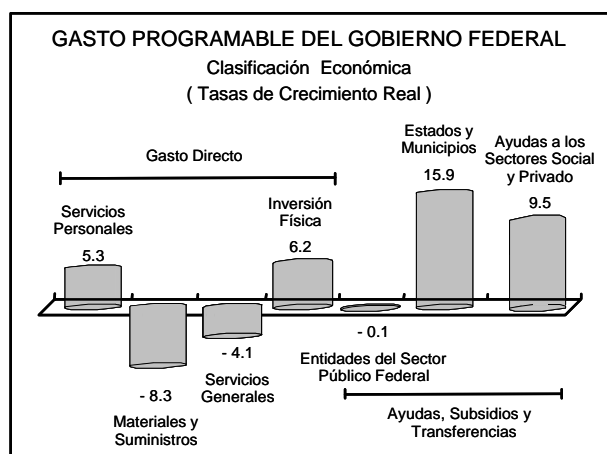 GASTO PROGRAMABLE DEL GOBIERNO FEDERAL
Clasificación Económica
( Tasas de Crecimiento Real )
Gasto Directo
Servicios
Personales
5.3
- 8.3
Materiales y
Suministros
- 4.1
Servicios
Generales
Inversión
Física
6.2
- 0.1
Entidades del Sector
Público Federal
Estados y
Municipios
15.9
Ayudas a los
Sectores Social
y Privado
9.5
Ayudas, Subsidios y
Transferencias